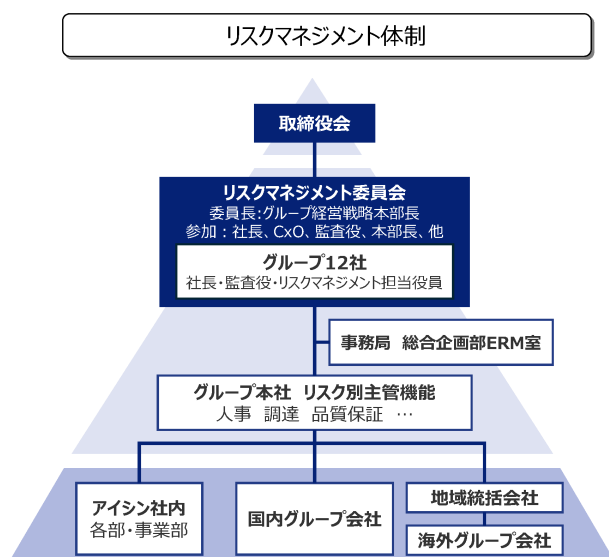 リスクマネジメント体制
取締役会
リスクマネジメント委員会
委員長:グループ経営戦略本部長
参加：社長、CxO、監査役、本部長、他
グループ12社
社長・監査役・リスクマネジメント担当役員
事務局 総合企画部ERM室
グループ本社 リスク別主管機能
人事 調達 品質保証 …
アイシン社内
各部・事業部
国内グループ会社
地域統括会社
海外グループ会社